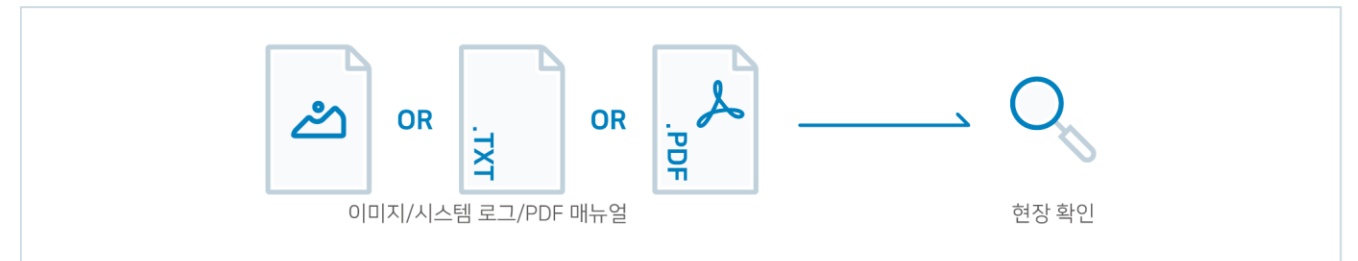 OR
OR
.TXT
.PDF
이미지/시스템 로그/PDF 매뉴얼
현장 확인